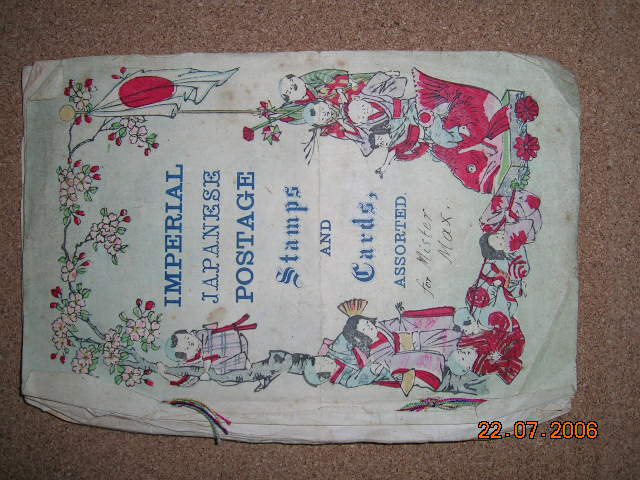 IMPERIAL
JAPANESE
POSTAGE
Stamps
AND
Cards,
ASSORTED.
for Mister
Max.
22.07.2006